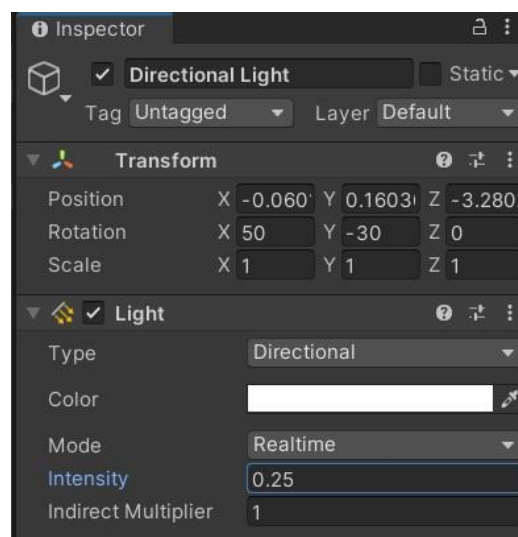 Inspector
Directional Light Static
Tag Untagged Layer Default
Transform
Position X -0.060 Y 0.1603 Z -3.280
Rotation X 50 Y -30 Z 0
Scale X 1 Y 1 Z 1
Light
Type Directional
Color
Mode Realtime
Intensity 0.25
Indirect Multiplier 1